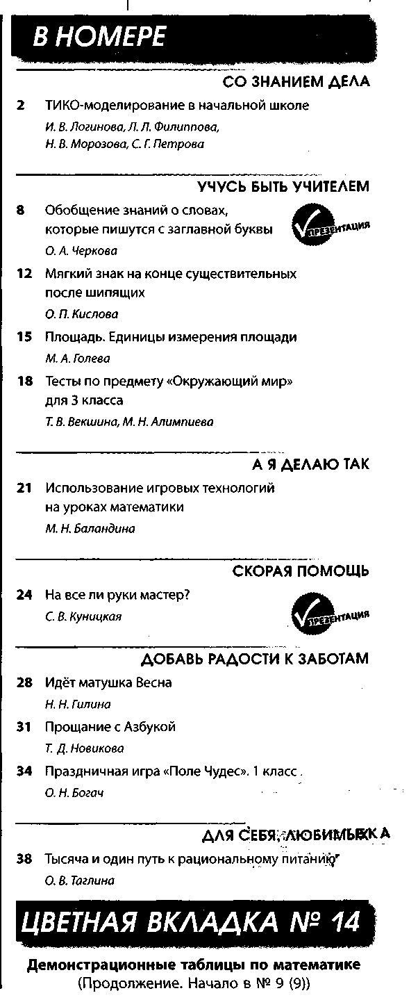 В НОМЕРЕ
СО ЗНАНИЕМ ДЕЛА
2 ТИКО-моделирование в начальной школе
И. В. Логинова, Л. Л. Филиппова,
Н. В. Морозова, С. Г. Петрова
УЧУСЬ БЫТЬ УЧИТЕЛЕМ
8 Обобщение знаний о словах,
которые пишутся с заглавной буквы
ПРЕЗЕНТАЦИЯ
О. А. Черкова
12 Мягкий знак на конце существительных
после шипящих
О. П. Кислова
15 Площадь. Единицы измерения площади
М. А. Голева
18 Тесты по предмету «Окружающий мир»
для 3 класса
Т. В. Векшина, М. Н. Алимпиева
А Я ДЕЛАЮ ТАК
21 Использование игровых технологий
на уроках математики
М. Н. Баландина
СКОРАЯ ПОМОЩЬ
24 На все ли руки мастер?
С. В. Куницкая
ПРЕЗЕНТАЦИЯ
ДОБАВЬ РАДОСТИ К ЗАБОТАМ
28 Идёт матушка Весна
Н. Н. Гилина
31 Прощание с Азбукой
Т. Д. Новикова
34 Праздничная игра «Поле Чудес». 1 класс
О. Н. Богач
ДЛЯ СЕБЯ,
38 Тысяча и один путь к рациональному питанию
О. В. Таглина
ЦВЕТНАЯ ВКЛАДКА № 14
Демонстрационные таблицы по математике
(Продолжение. Начало в № 9 (9))